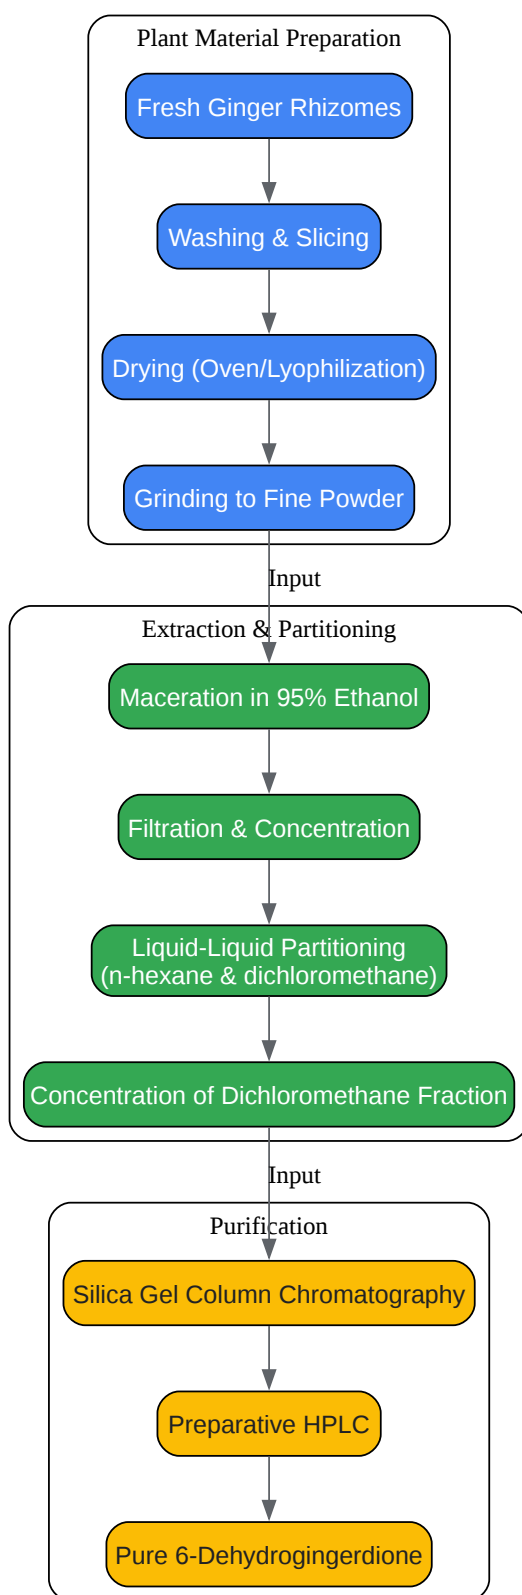 Plant Material Preparation
Fresh Ginger Rhizomes
Washing & Slicing
Drying (Oven/Lyophilization)
Grinding to Fine Powder
Input
Extraction & Partitioning
Maceration in 95% Ethanol
Filtration & Concentration
Liquid-Liquid Partitioning
(n-hexane & dichloromethane)
Concentration of Dichloromethane Fraction
Input
Purification
Silica Gel Column Chromatography
Preparative HPLC
Pure 6-Dehydrogingerdione